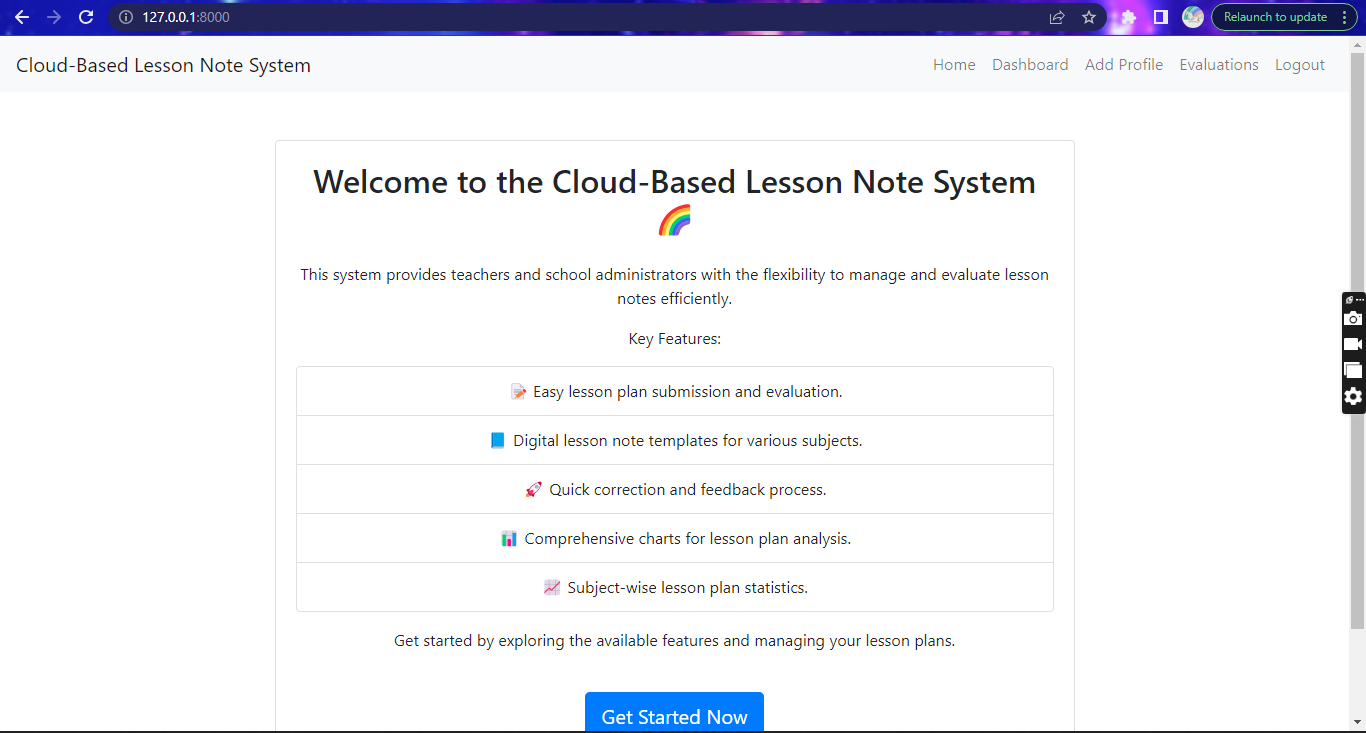 127.0.0.1:8000
Relaunch to update
Cloud-Based Lesson Note System
Home Dashboard Add Profile Evaluations Logout
Welcome to the Cloud-Based Lesson Note System
🌈
This system provides teachers and school administrators with the flexibility to manage and evaluate lesson
notes efficiently.
Key Features:
📝 Easy lesson plan submission and evaluation.
📘 Digital lesson note templates for various subjects.
🚀 Quick correction and feedback process.
📊 Comprehensive charts for lesson plan analysis.
📈 Subject-wise lesson plan statistics.
Get started by exploring the available features and managing your lesson plans.
Get Started Now